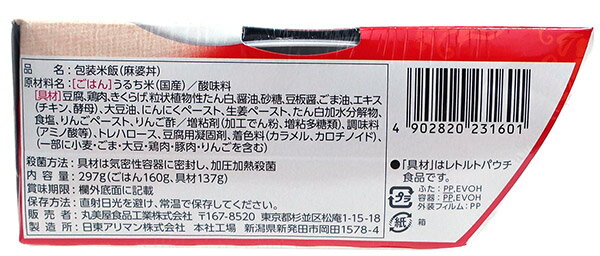 品 名：包装米飯（麻婆丼）
原材料名：[ごはん]うるち米（国産）／酸味料
[具材]豆腐、鶏肉、きくらげ、粒状植物性たん白、醤油、砂糖、豆板醤、ごま油、エキス
（チキン、酵母）、大豆油、にんにくペースト、生姜ペースト、たん白加水分解物、
食塩、りんごペースト、りんご酢／増粘剤（加工でん粉、増粘多糖類）、調味料
（アミノ酸等）、トレハロース、豆腐用凝固剤、着色料（カラメル、カロチノイド）、
（一部に小麦・ごま・大豆・鶏肉・豚肉・りんごを含む）
殺菌方法：具材は気密性容器に密封し、加圧加熱殺菌
内 容 量：297g（ごはん160g、具材137g）
賞味期限：欄外底面に記載
保存方法：直射日光を避け、常温で保存してください。
販 売 者：丸美屋食品工業株式会社 〒167-8520 東京都杉並区松庵1-15-18
製 造 所：日東アリマン株式会社 本社工場 新潟県新発田市岡田1578-4
4 902820 231601
●「具材」はレトルトパウチ
食品です。
プラ
ふた：PP,EVOH
容器：PP,EVOH
外装フィルム：PP
紙
箱